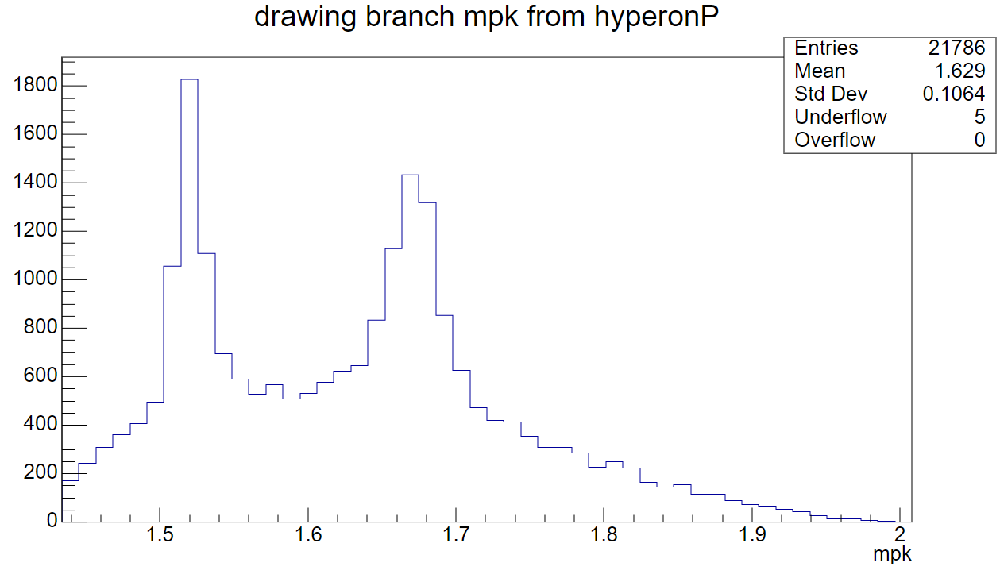 drawing branch mpk from hyperonP
Entries 21786
Mean 1.629
Std Dev 0.1064
Underflow 5
Overflow 0
1800
1600
1400
1200
1000
800
600
400
200
0
1.5 1.6 1.7 1.8 1.9 2
mpk